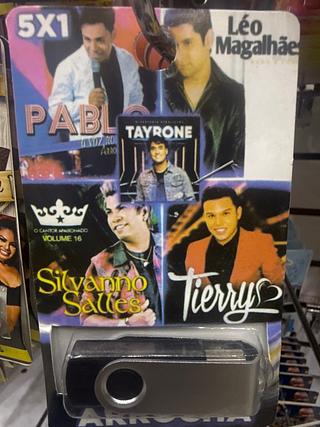 5X1
Léo
Magalhães
PABLO
TAYRONE
O CANTOR APAIXONADO
VOLUME 16
Silvanno
Salles
Tierry
ARROCHA